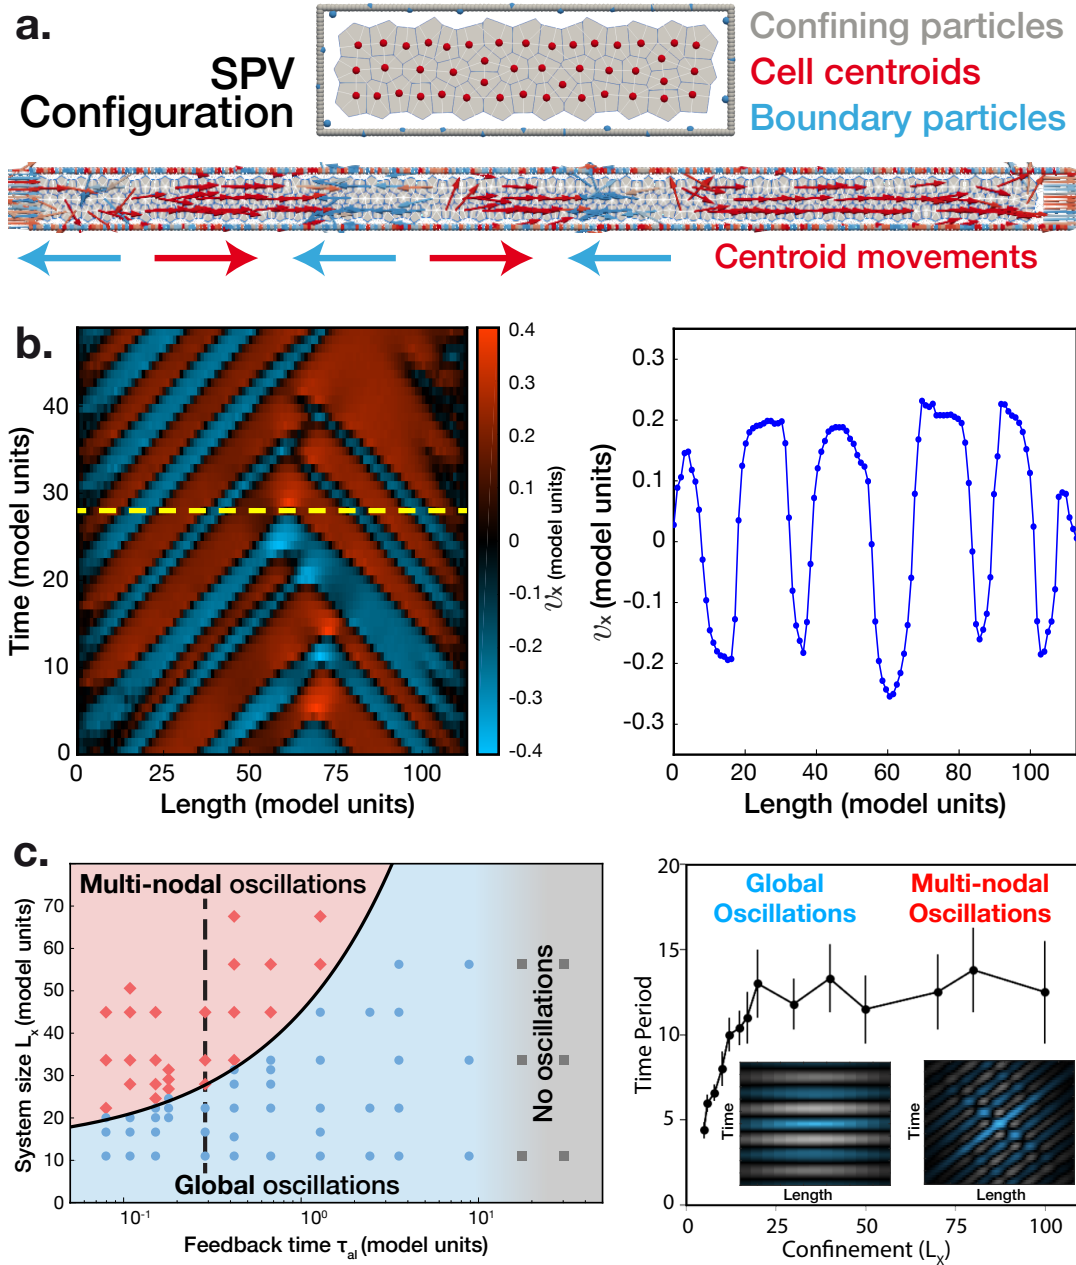 a.
SPV
Configuration
Confining particles
Cell centroids
Boundary particles
Centroid movements
b.
Time (model units)
40
30
20
10
0
0 25 50 75 100
Length (model units)
0.4
0.3
0.2
0.1
0
-0.1
-0.2
-0.3
-0.4
vx (model units)
vx (model units)
0.3
0.2
0.1
0
-0.1
-0.2
-0.3
0 20 40 60 80 100
Length (model units)
c.
System size Lx (model units)
70
60
50
40
30
20
10
0
Multi-nodal oscillations
Global oscillations
No oscillations
10-1 100 101
Feedback time τal (model units)
Time Period
20
15
10
5
0
Global
Oscillations
Multi-nodal
Oscillations
Time
Length
Time
Length
0 25 50 75 100
Confinement (LX)